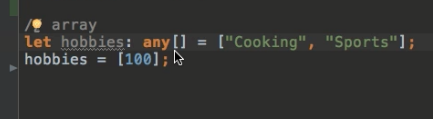 // array
let hobbies: any[] = ["Cooking", "Sports"];
hobbies = [100];